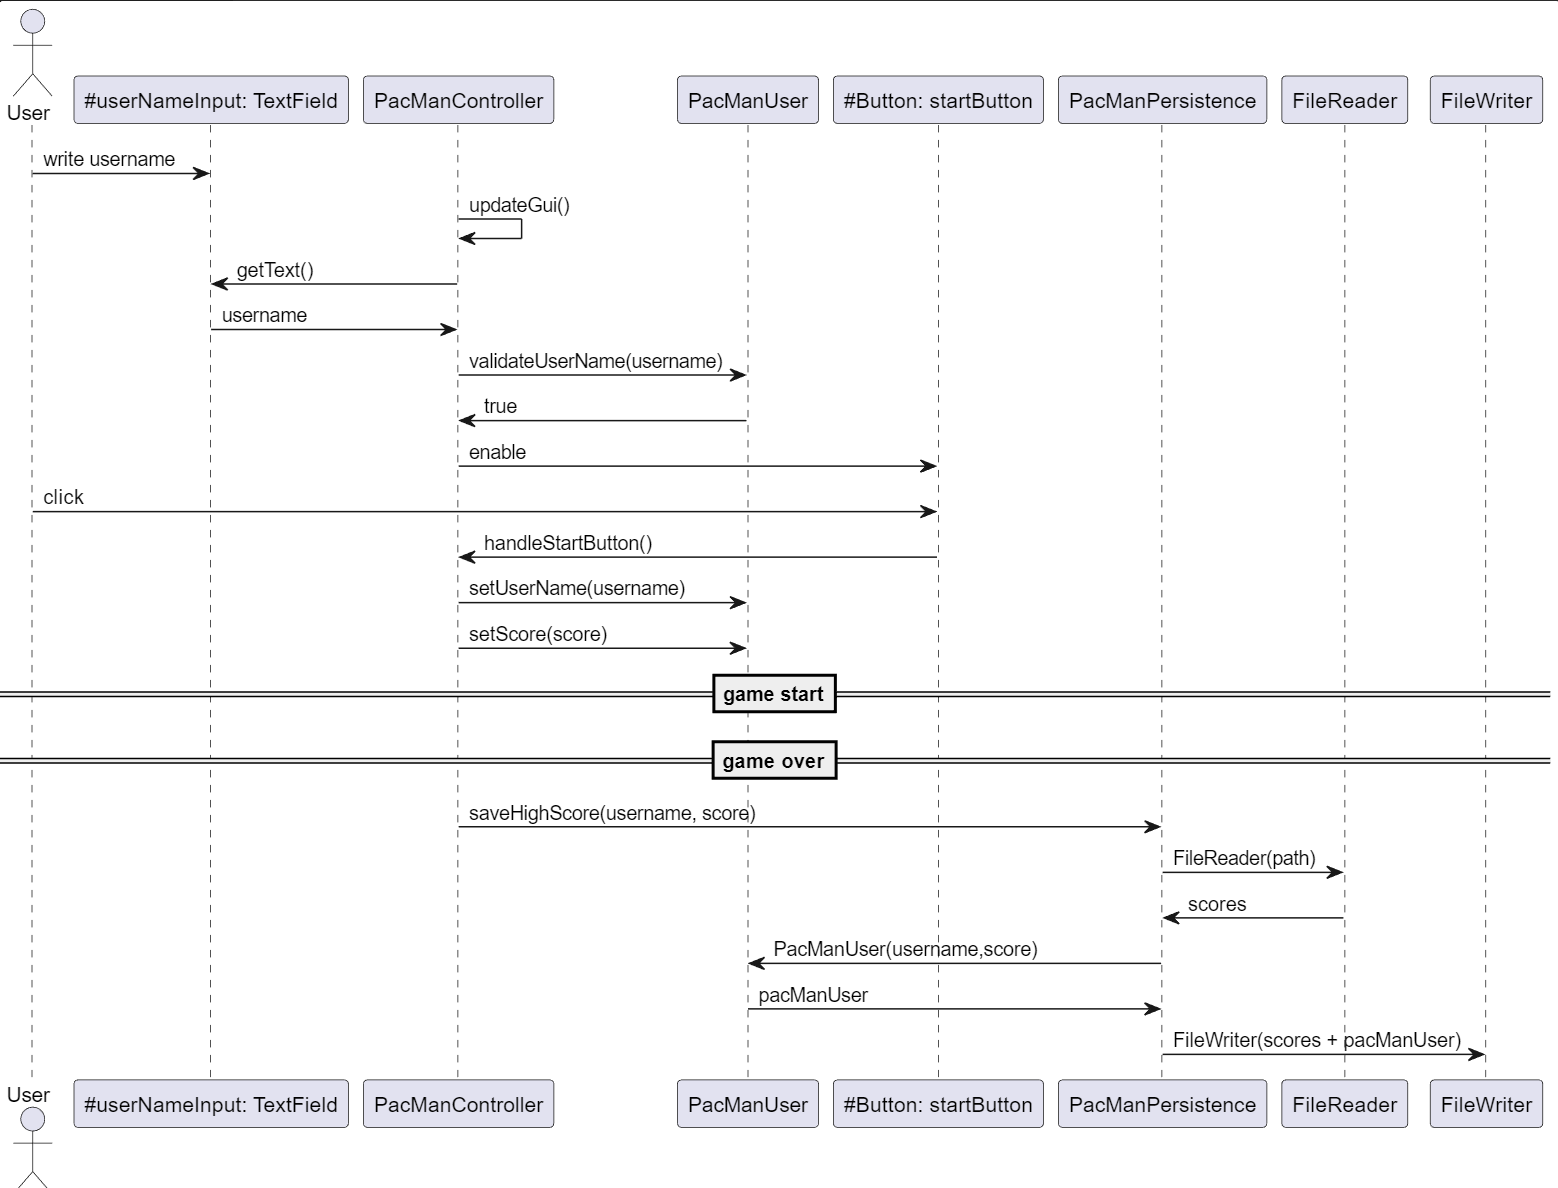 User
#userNameInput: TextField
PacManController
PacManUser
#Button: startButton
PacManPersistence
FileReader
FileWriter
write username
updateGui()
getText()
username
validateUserName(username)
true
enable
click
handleStartButton()
setUserName(username)
setScore(score)
game start
game over
saveHighScore(username, score)
FileReader(path)
scores
PacManUser(username,score)
pacManUser
FileWriter(scores + pacManUser)
User
#userNameInput: TextField
PacManController
PacManUser
#Button: startButton
PacManPersistence
FileReader
FileWriter